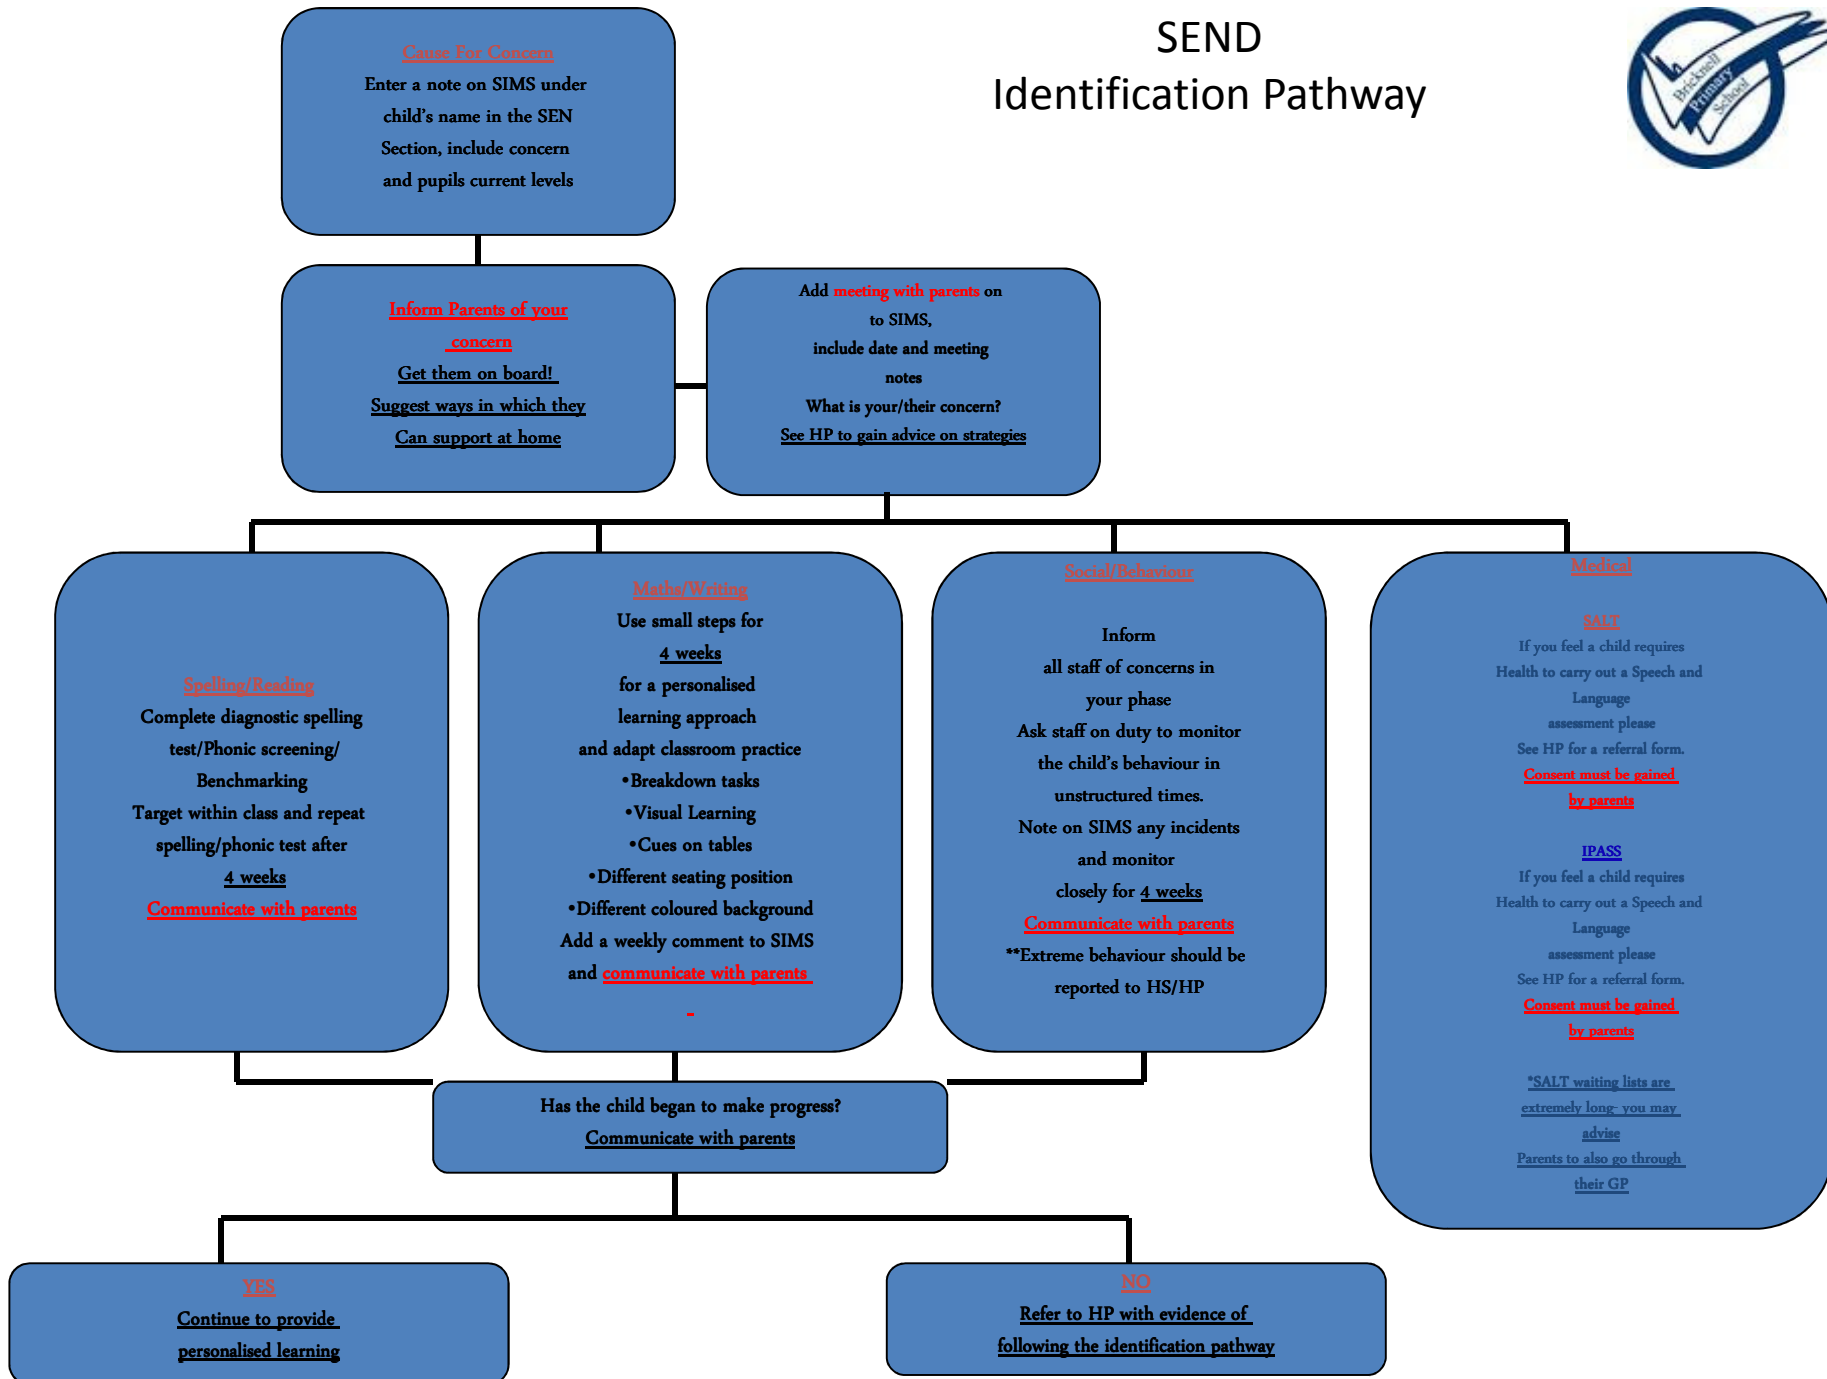 SEND
Identification Pathway
Bricknell
Primary
School
Cause For Concern
Enter a note on SIMS under
child's name in the SEN
Section, include concern
and pupils current levels
Inform Parents of your
concern
Get them on board!
Suggest ways in which they
Can support at home
Add meeting with parents on
to SIMS,
include date and meeting
notes
What is your/their concern?
See HP to gain advice on strategies
Spelling/Reading
Complete diagnostic spelling
test/Phonic screening/
Benchmarking
Target within class and repeat
spelling/phonic test after
4 weeks
Communicate with parents
Maths/Writing
Use small steps for
4 weeks
for a personalised
learning approach
and adapt classroom practice
•Breakdown tasks
•Visual Learning
•Cues on tables
•Different seating position
•Different coloured background
Add a weekly comment to SIMS
and communicate with parents
Social/Behaviour
Inform
all staff of concerns in
your phase
Ask staff on duty to monitor
the child's behaviour in
unstructured times.
Note on SIMS any incidents
and monitor
closely for 4 weeks
Communicate with parents
**Extreme behaviour should be
reported to HS/HP
Medical
SALT
If you feel a child requires
Health to carry out a Speech and
Language
assessment please
See HP for a referral form.
Consent must be gained
by parents
IPASS
If you feel a child requires
Health to carry out a Speech and
Language
assessment please
See HP for a referral form.
Consent must be gained
by parents
*SALT waiting lists are
extremely long- you may
advise
Parents to also go through
their GP
Has the child began to make progress?
Communicate with parents
YES
Continue to provide
personalised learning
NO
Refer to HP with evidence of
following the identification pathway